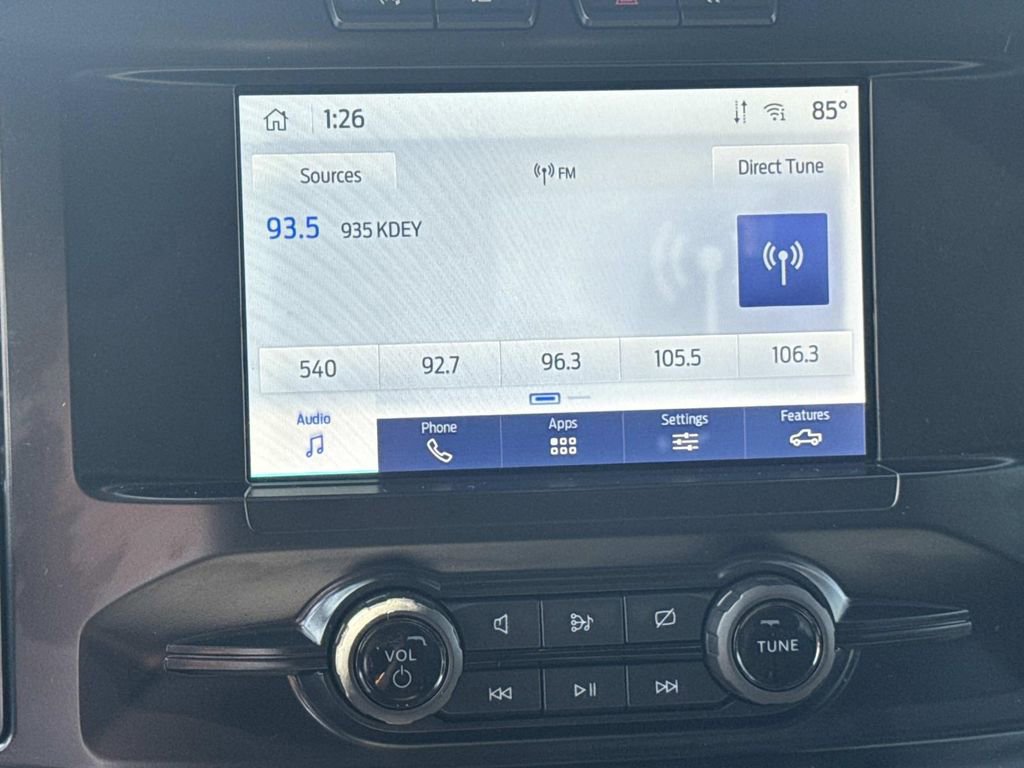 1:26
85°
Sources
FM
Direct Tune
93.5
935 KDEY
540
92.7
96.3
105.5
106.3
Audio
Phone
Apps
Settings
Features
VOL
TUNE